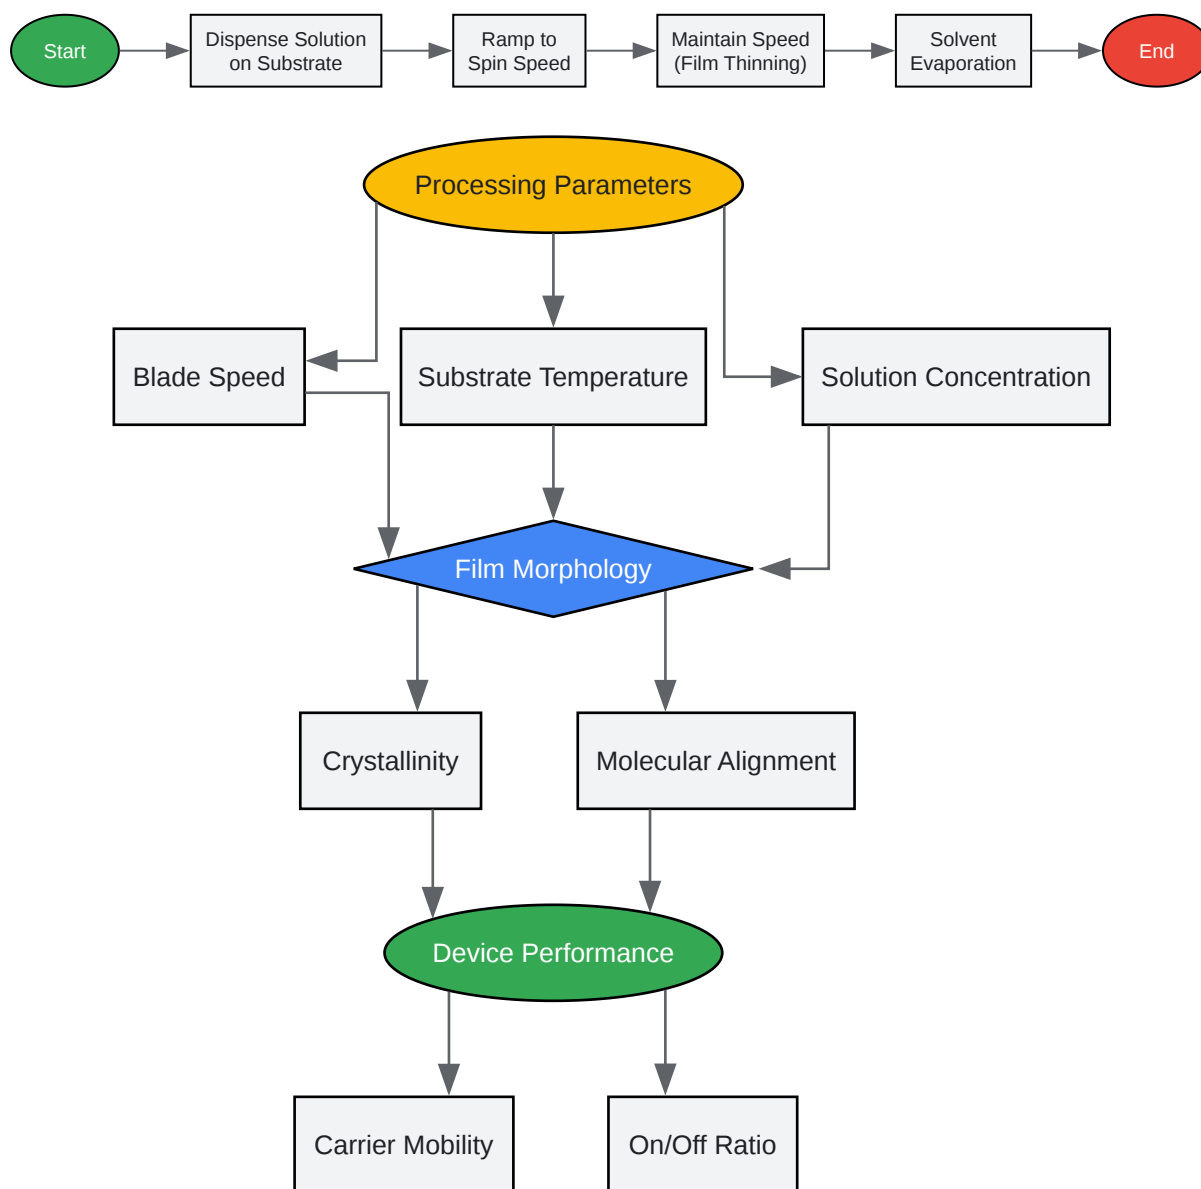 Start
Dispense Solution
on Substrate
Ramp to
Spin Speed
Maintain Speed
(Film Thinning)
Solvent
Evaporation
End
Processing Parameters
Blade Speed
Substrate Temperature
Solution Concentration
Film Morphology
Crystallinity
Molecular Alignment
Device Performance
Carrier Mobility
On/Off Ratio